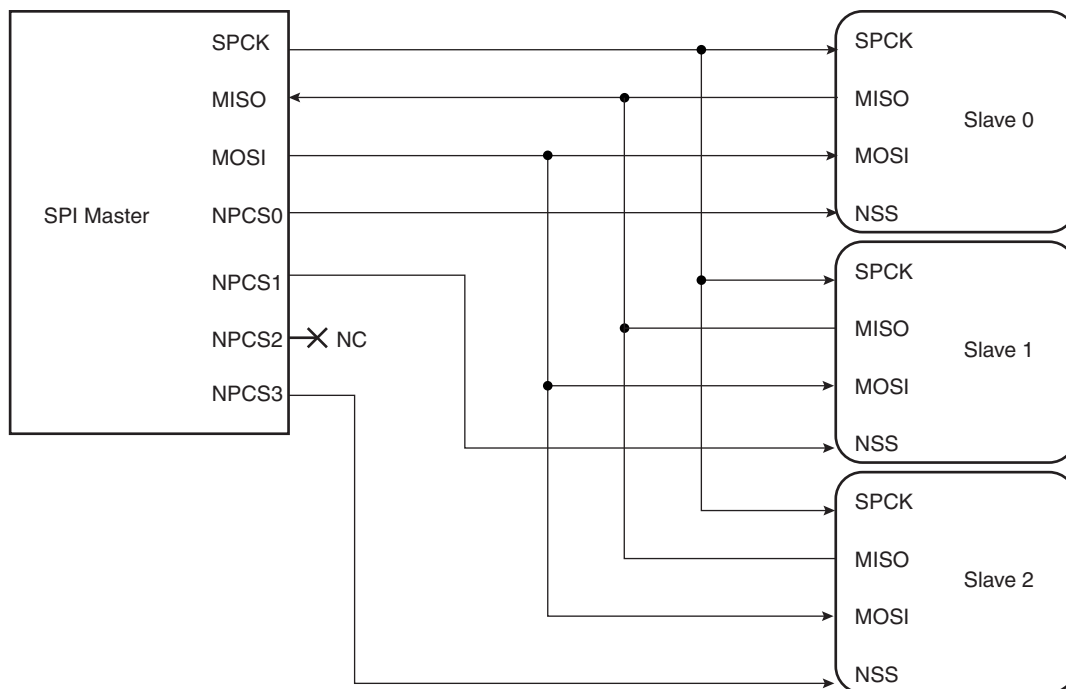 SPI Master
SPCK
MISO
MOSI
NPCS0
NPCS1
NPCS2
NC
NPCS3
SPCK
MISO
Slave 0
MOSI
NSS
SPCK
MISO
Slave 1
MOSI
NSS
SPCK
MISO
Slave 2
MOSI
NSS